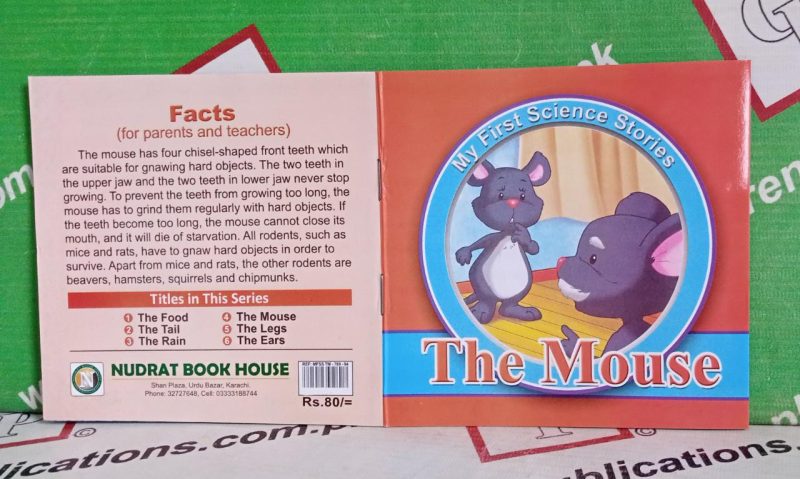 Facts
(for parents and teachers)
The mouse has four chisel-shaped front teeth which
are suitable for gnawing hard objects. The two teeth in
the upper jaw and the two teeth in lower jaw never stop
growing. To prevent the teeth from growing too long, the
mouse has to grind them regularly with hard objects. If
the teeth become too long, the mouse cannot close its
mouth, and it will die of starvation. All rodents, such as
mice and rats, have to gnaw hard objects in order to
survive. Apart from mice and rats, the other rodents are
beavers, hamsters, squirrels and chipmunks.
Titles in This Series
1 The Food
2 The Tail
3 The Rain
4 The Mouse
5 The Legs
6 The Ears
N
NUDRAT BOOK HOUSE
Shan Plaza, Urdu Bazar, Karachi.
Phone: 32727648, Cell: 03333188744
Rs.80/=
My First Science Stories
The Mouse
ications.com.p
blications.